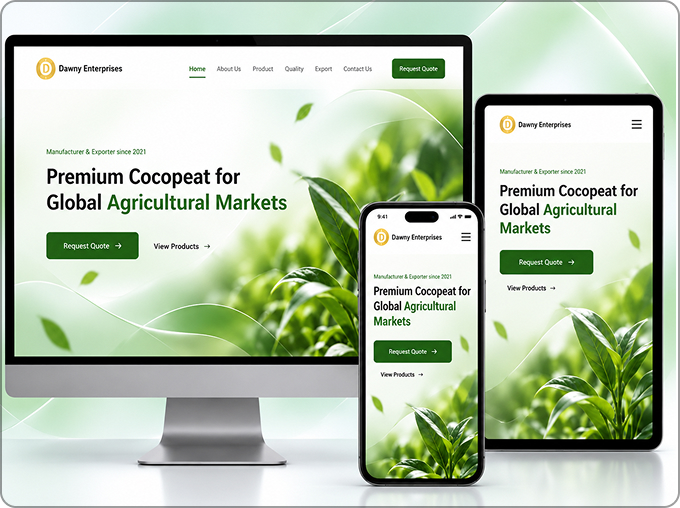 D Dawny Enterprises
Home About Us Product Quality Export Contact Us Request Quote
Manufacturer & Exporter since 2021
Premium Cocopeat for
Global Agricultural Markets
Request Quote → View Products →
9:41
D Dawny Enterprises
Manufacturer & Exporter since 2021
Premium Cocopeat for
Global Agricultural
Markets
Request Quote →
View Products →
D Dawny Enterprises
Manufacturer & Exporter since 2021
Premium Cocopeat for
Global Agricultural
Markets
Request Quote →
View Products →